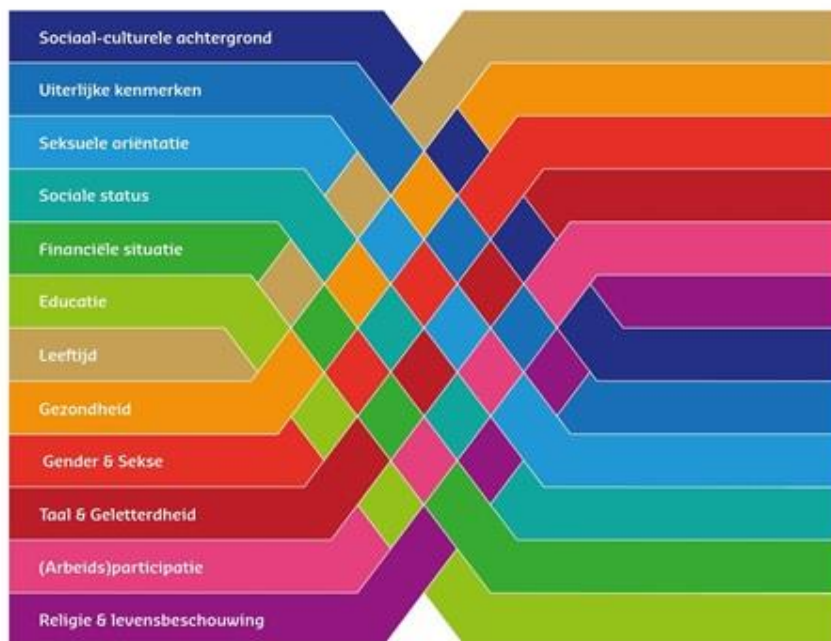 Sociaal-culturele achtergrond
Uiterlijke kenmerken
Seksuele oriëntatie
Sociale status
Financiële situatie
Educatie
Leeftijd
Gezondheid
Gender & Sekse
Taal & Geletterdheid
(Arbeids)participatie
Religie & levensbeschouwing